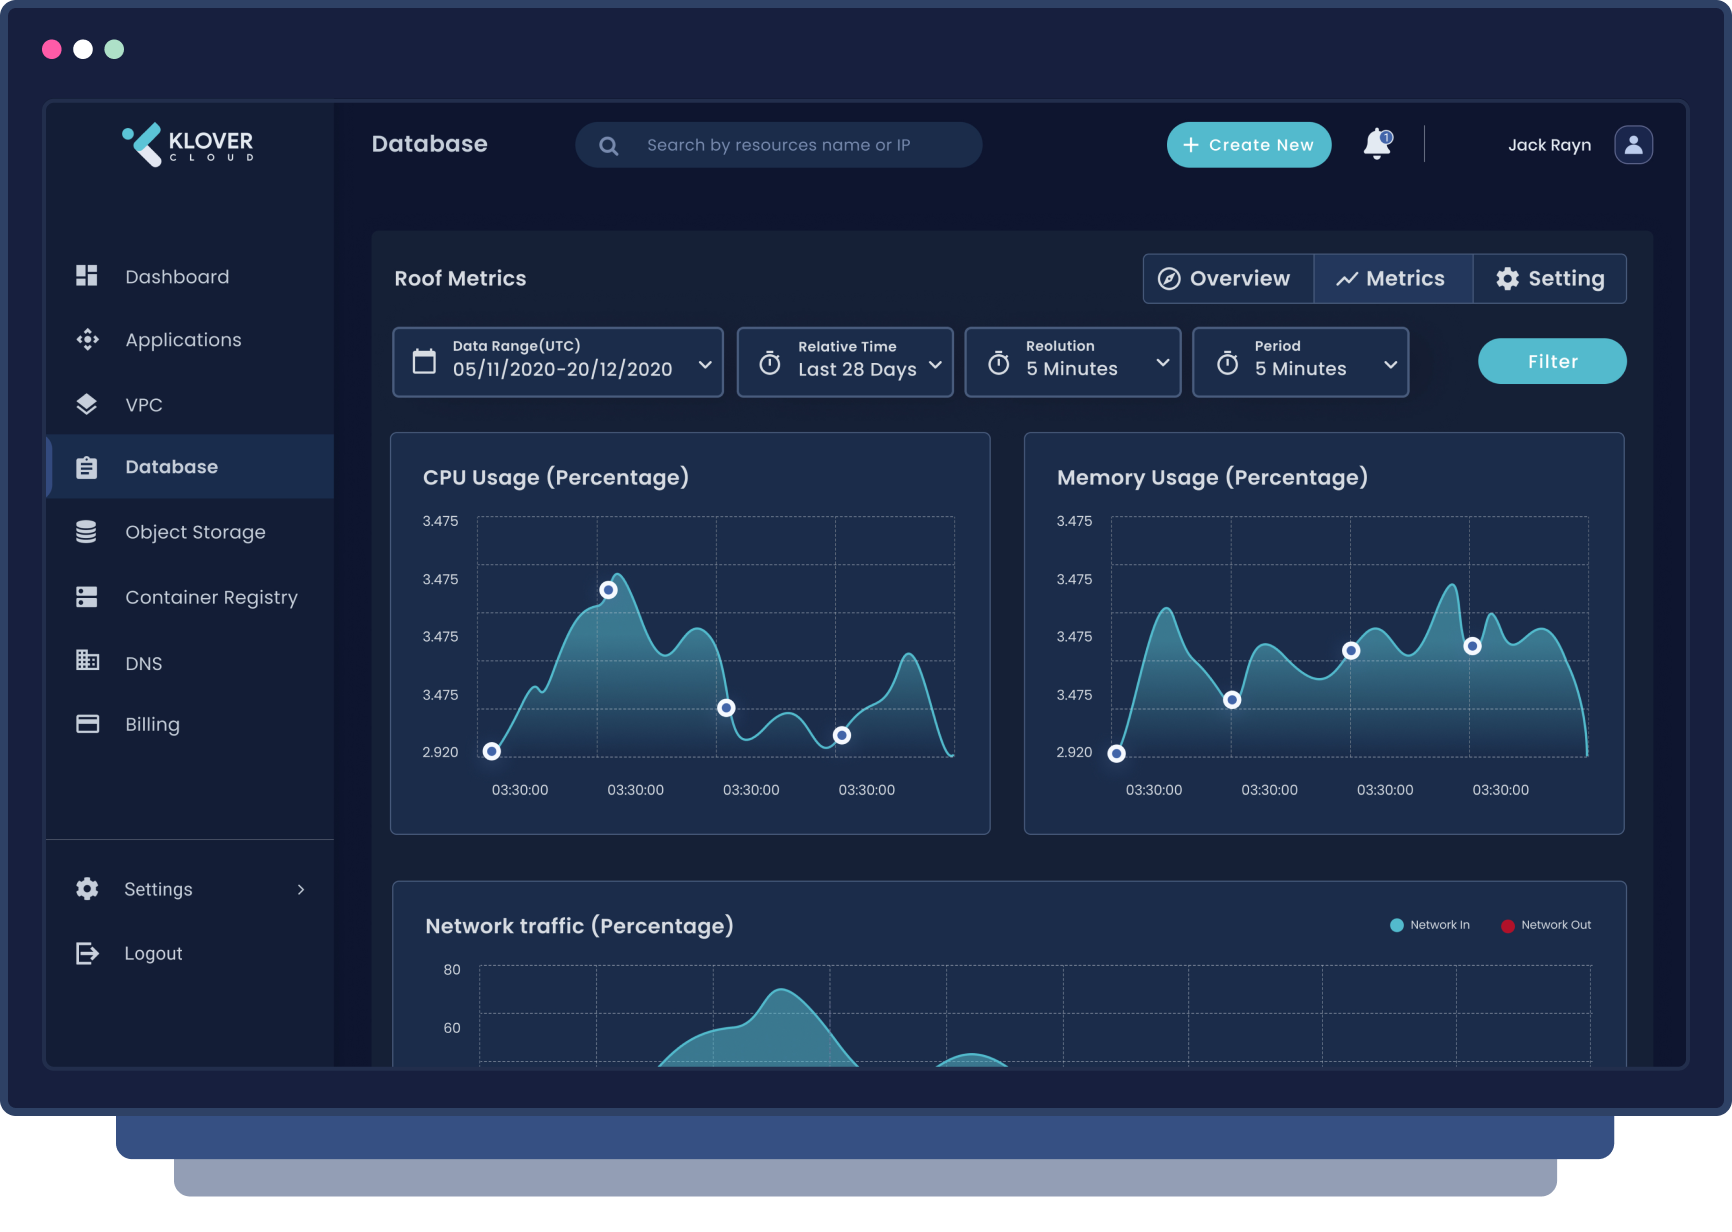 KLOVER
CLOUD
Database
Search by resources name or IP
+ Create New
1
Jack Rayn
Dashboard
Applications
VPC
Database
Object Storage
Container Registry
DNS
Billing
Settings
Logout
Roof Metrics
Overview
Metrics
Setting
Data Range(UTC)
05/11/2020-20/12/2020
Relative Time
Last 28 Days
Reolution
5 Minutes
Period
5 Minutes
Filter
CPU Usage (Percentage)
3.475
3.475
3.475
3.475
2.920
03:30:00 03:30:00 03:30:00 03:30:00
Memory Usage (Percentage)
3.475
3.475
3.475
3.475
2.920
03:30:00 03:30:00 03:30:00 03:30:00
Network traffic (Percentage)
Network In
Network Out
80
60